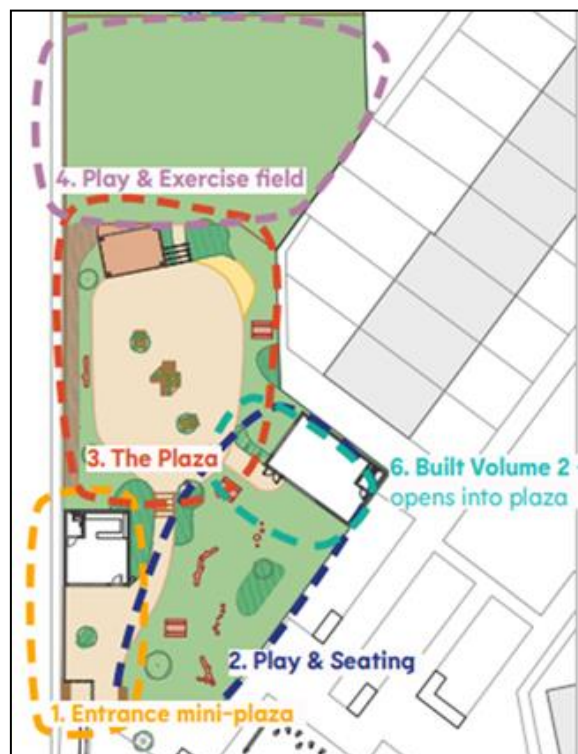 4. Play & Exercise field
3. The Plaza
6. Built Volume 2 -
opens into plaza
2. Play & Seating
1. Entrance mini-plaza